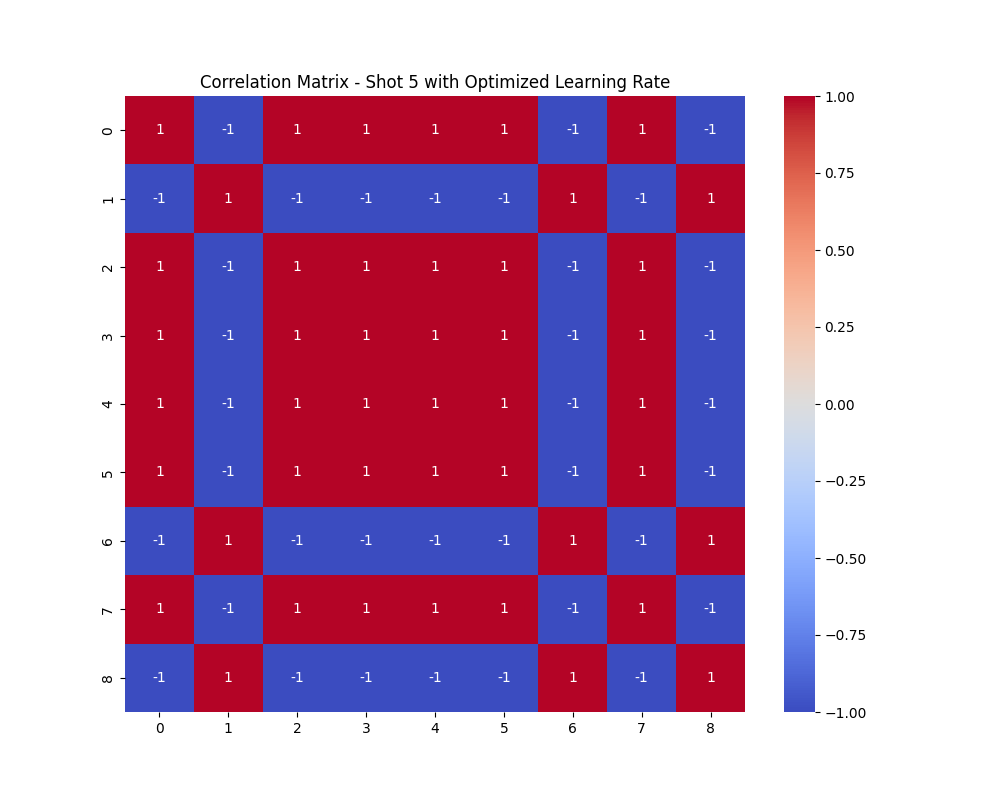 Correlation Matrix - Shot 5 with Optimized Learning Rate
0 1 -1 1 1 1 1 -1 1 -1
1 -1 1 -1 -1 -1 -1 1 -1 1
2 1 -1 1 1 1 1 -1 1 -1
3 1 -1 1 1 1 1 -1 1 -1
4 1 -1 1 1 1 1 -1 1 -1
5 1 -1 1 1 1 1 -1 1 -1
6 -1 1 -1 -1 -1 -1 1 -1 1
7 1 -1 1 1 1 1 -1 1 -1
8 -1 1 -1 -1 -1 -1 1 -1 1
0 1 2 3 4 5 6 7 8
1.00
0.75
0.50
0.25
0.00
−0.25
−0.50
−0.75
−1.00